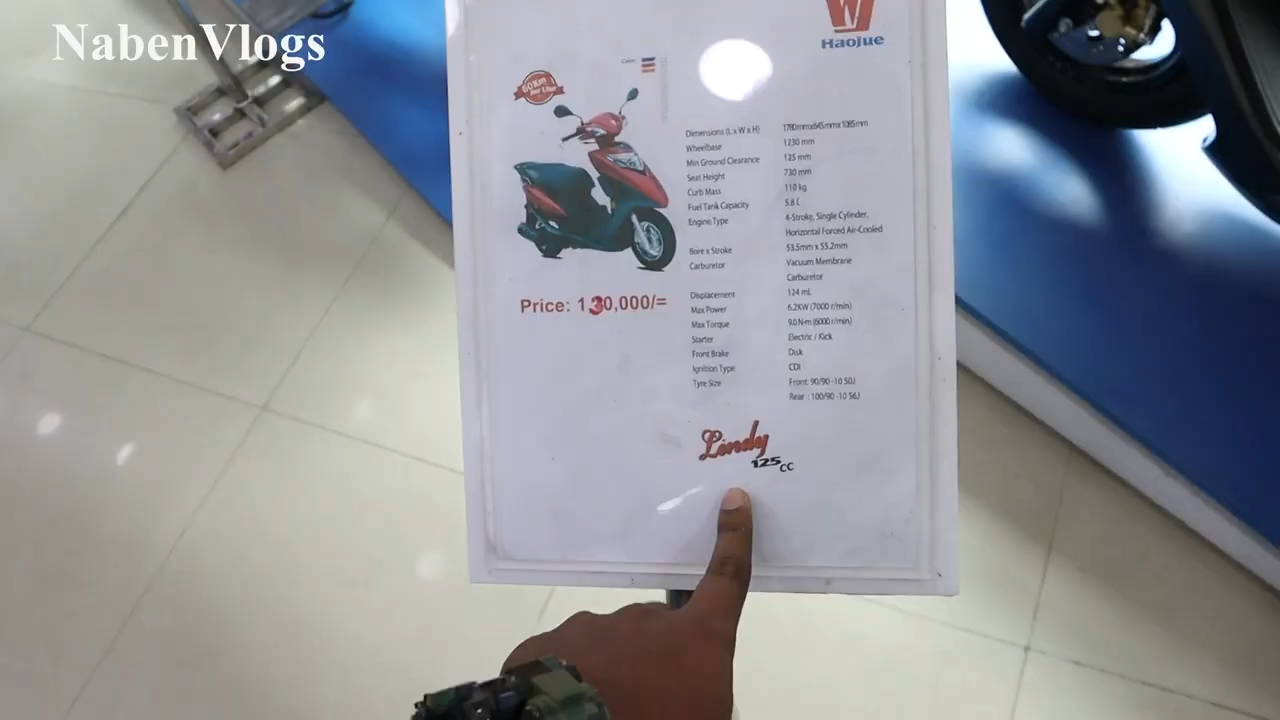 NabenVlogs
HaoJue
Color:
60Km
Per Liter
Dimensions (L x W x H) 1780mmx645mmx1085mm
Wheelbase 1230 mm
Min Ground Clearance 125 mm
Seat Height 730 mm
Curb Mass 110 kg
Fuel Tank Capacity 5.8 L
Engine Type 4-Stroke, Single Cylinder,
Horizontal Forced Air-Cooled
Bore x Stroke 53.5mm x 55.2mm
Carburetor Vacuum Membrane
Carburetor
Displacement 124 mL
Max Power 6.2KW (7000 r/min)
Max Torque 9.0 N·m (6000 r/min)
Starter Electric / Kick
Front Brake Disk
Ignition Type CDI
Tyre Size Front: 90/90 -10 50J
Rear : 100/90 -10 56J
Price: 130,000/=
Lindy
125 cc